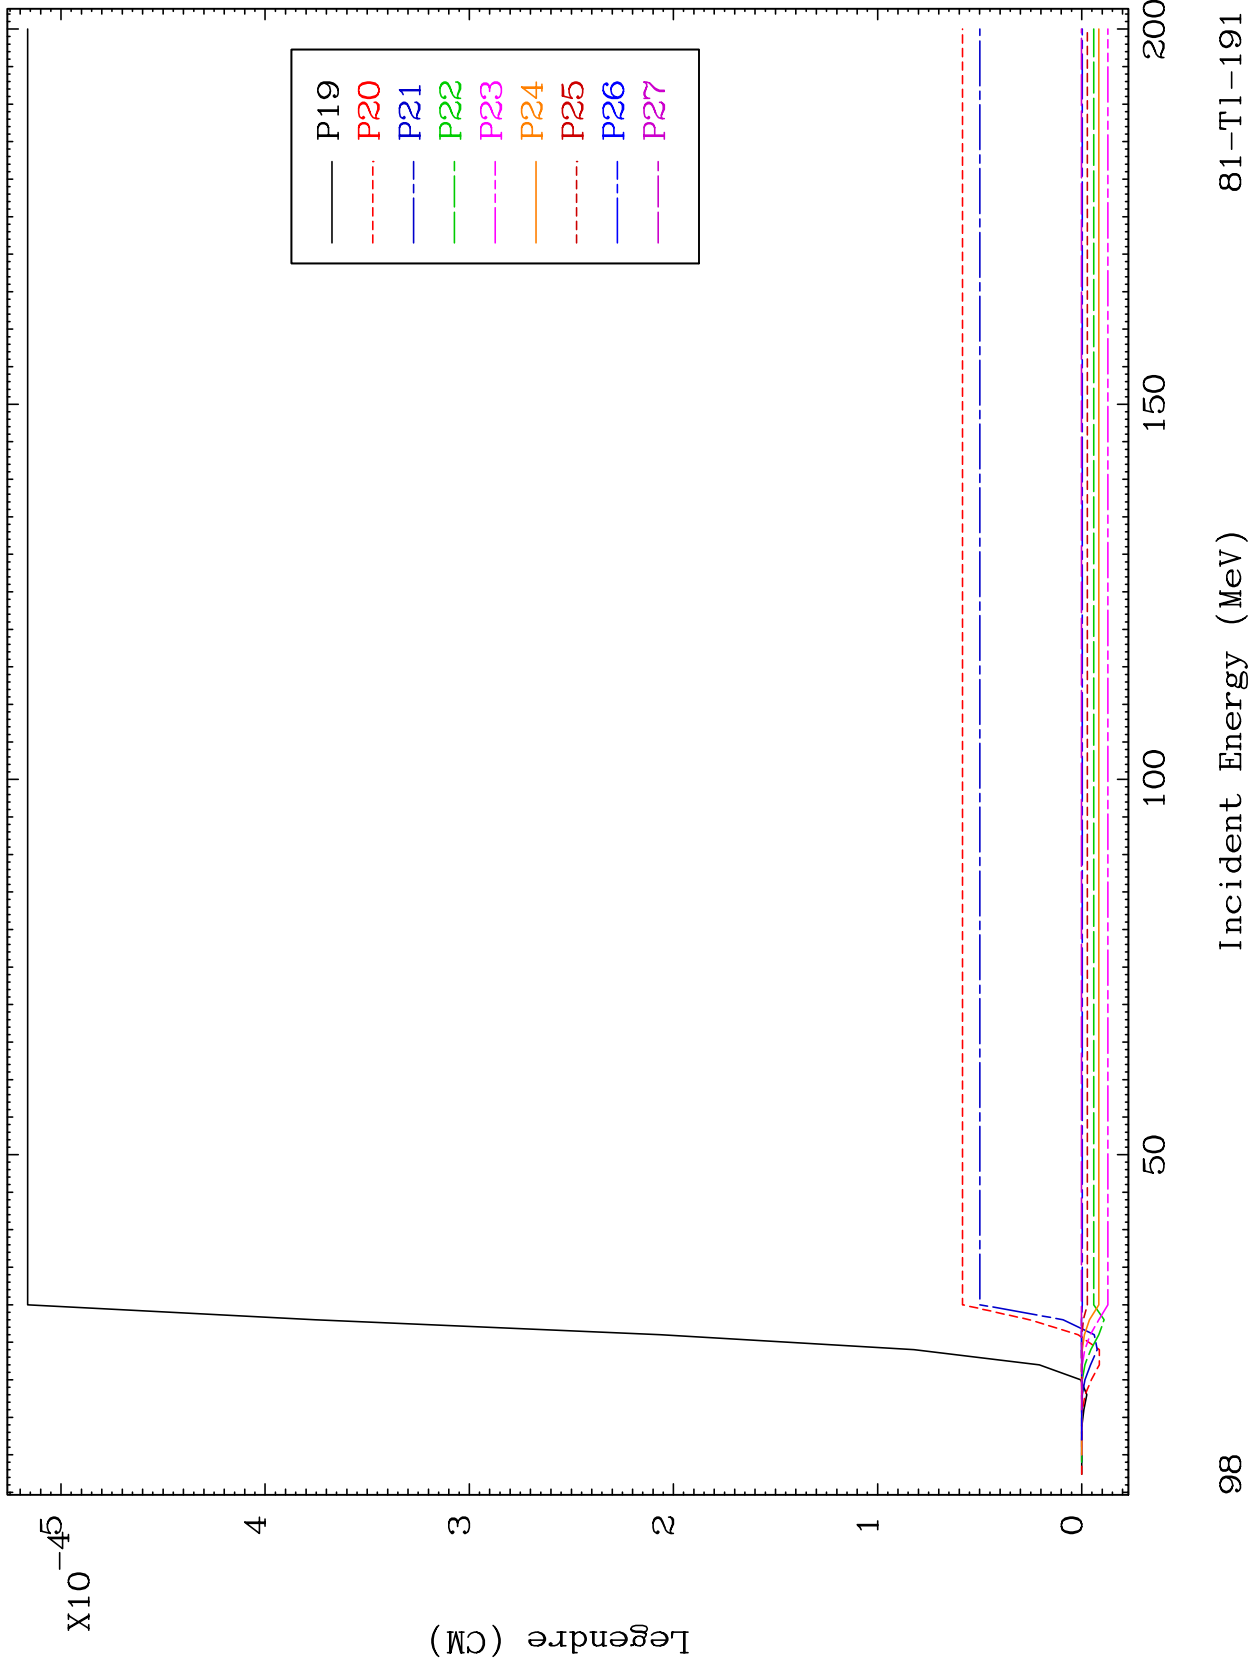 X10-4
5
4
3
2
1
0
Legendre (CM)
P19
P20
P21
P22
P23
P24
P25
P26
P27
50
100
150
200
Incident Energy (MeV)
98
81-Tl-191